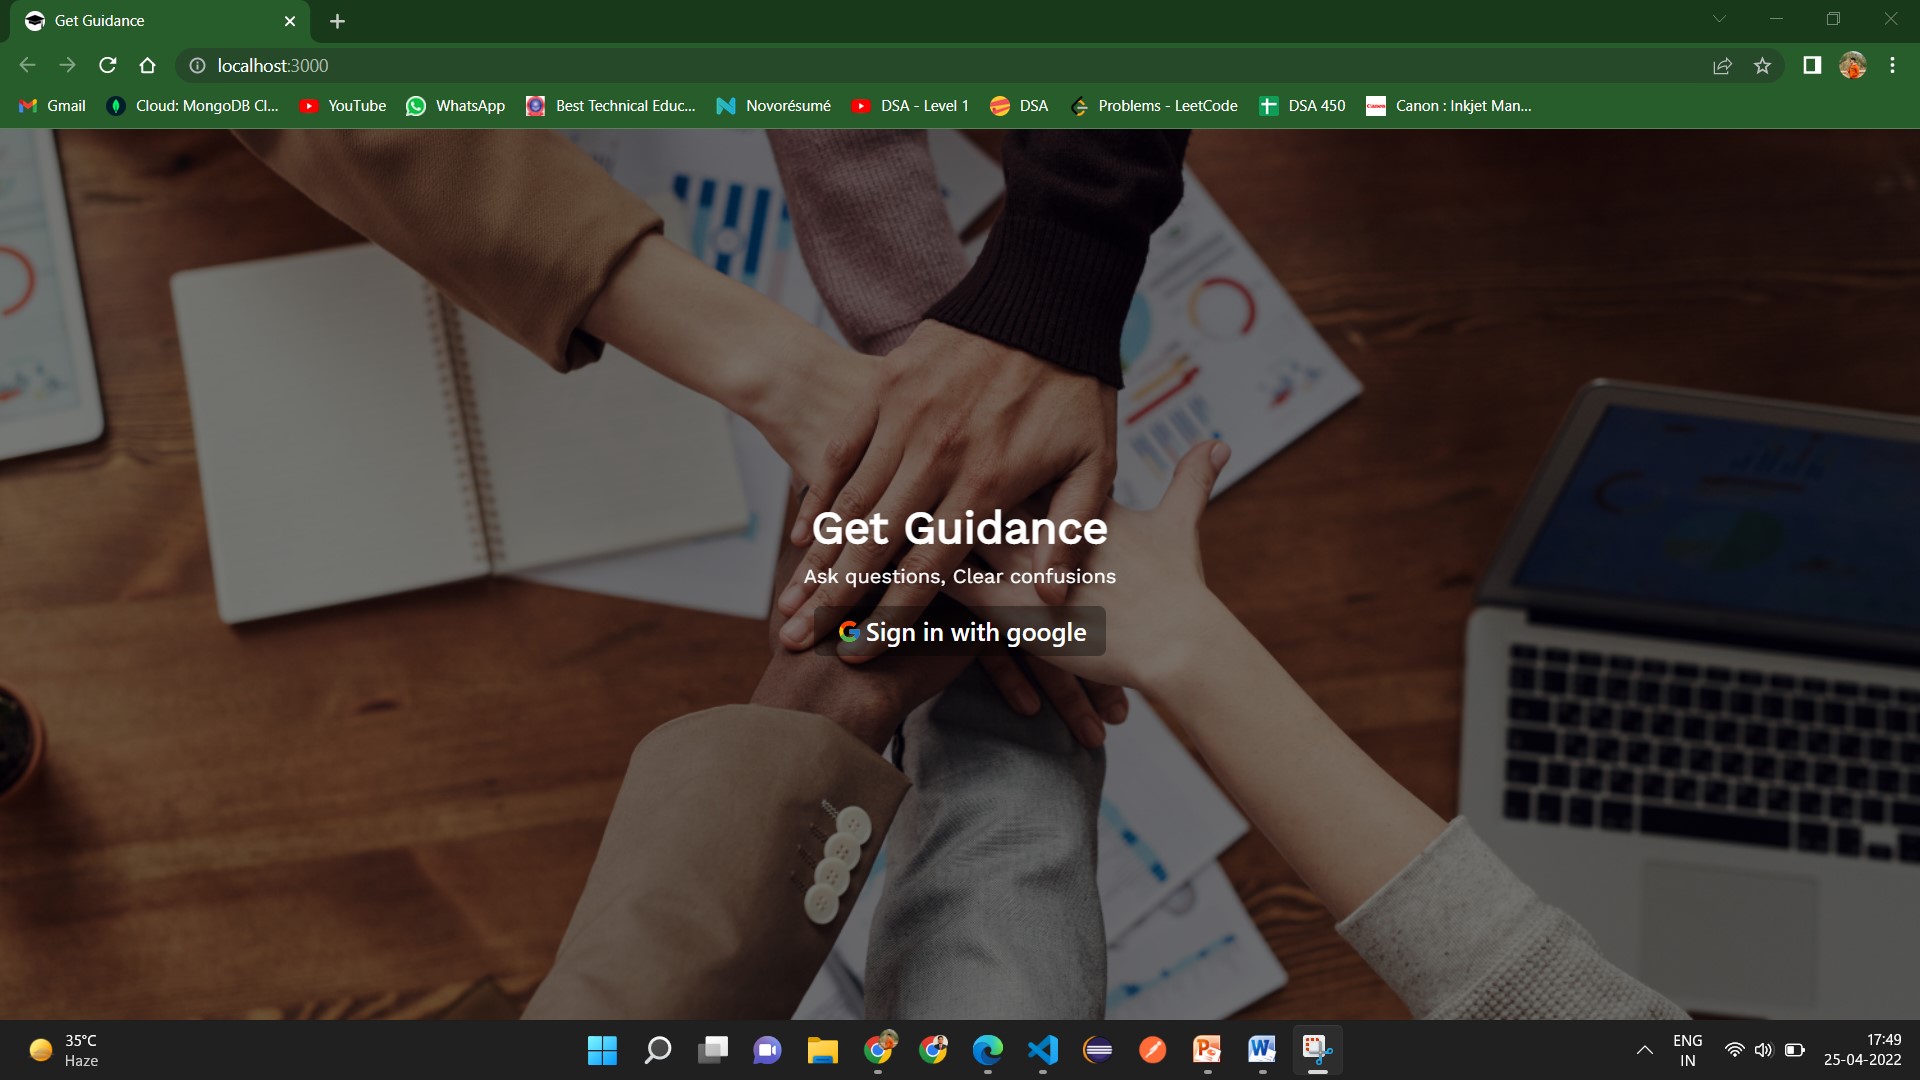 Get Guidance
localhost:3000
Gmail
Cloud: MongoDB Cl...
YouTube
WhatsApp
Best Technical Educ...
Novorésumé
DSA - Level 1
DSA
Problems - LeetCode
DSA 450
Canon : Inkjet Man...
Get Guidance
Ask questions, Clear confusions
Sign in with google
35°C
Haze
ENG
IN
17:49
25-04-2022